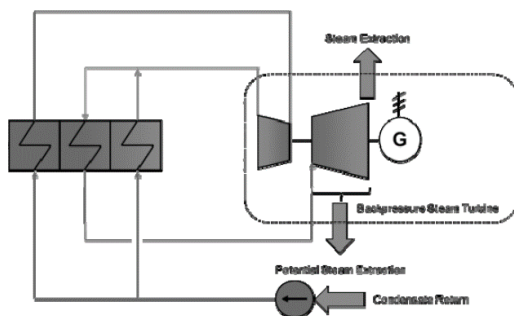 Steam Extraction
G
Backpressure Steam Turbine
Potential Steam Extraction
Condensate Return